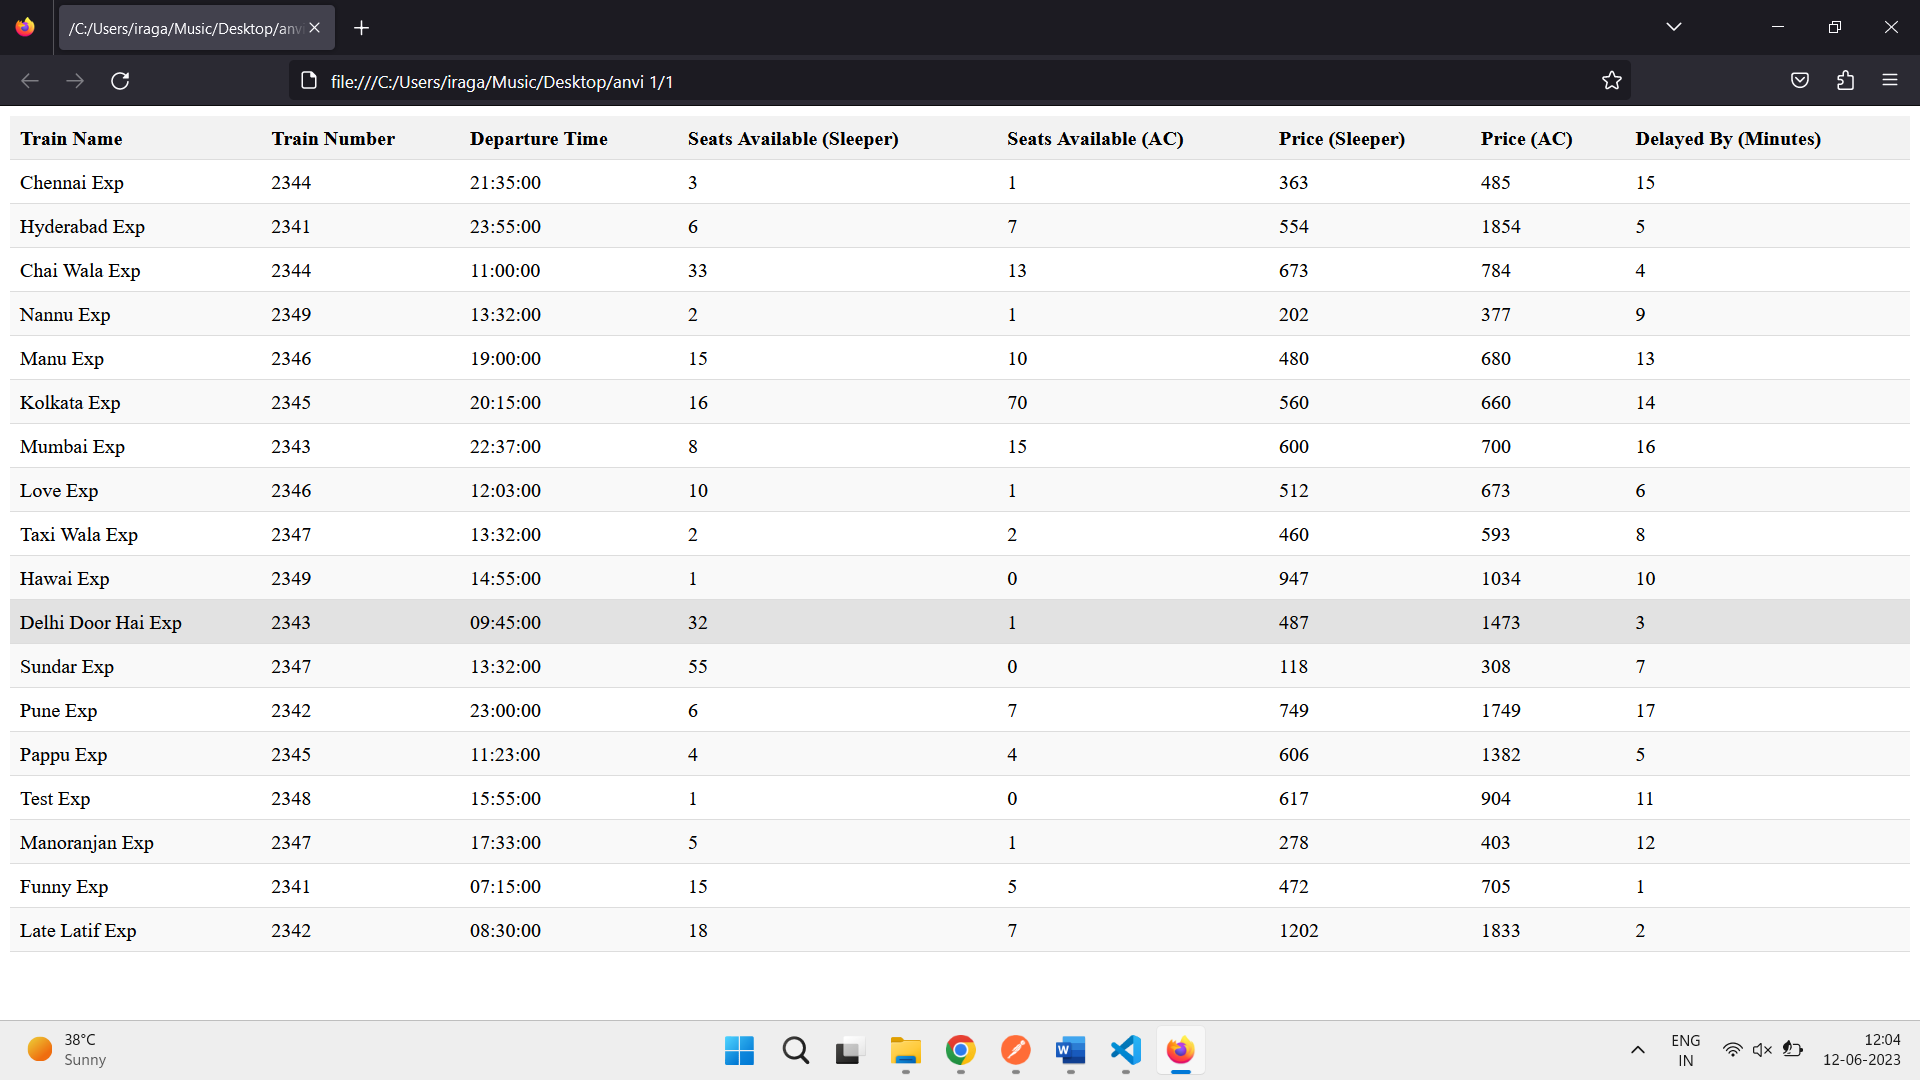 /C:/Users/iraga/Music/Desktop/anvi
file:///C:/Users/iraga/Music/Desktop/anvi 1/1
Train Name Train Number Departure Time Seats Available (Sleeper) Seats Available (AC) Price (Sleeper) Price (AC) Delayed By (Minutes)
Chennai Exp 2344 21:35:00 3 1 363 485 15
Hyderabad Exp 2341 23:55:00 6 7 554 1854 5
Chai Wala Exp 2344 11:00:00 33 13 673 784 4
Nannu Exp 2349 13:32:00 2 1 202 377 9
Manu Exp 2346 19:00:00 15 10 480 680 13
Kolkata Exp 2345 20:15:00 16 70 560 660 14
Mumbai Exp 2343 22:37:00 8 15 600 700 16
Love Exp 2346 12:03:00 10 1 512 673 6
Taxi Wala Exp 2347 13:32:00 2 2 460 593 8
Hawai Exp 2349 14:55:00 1 0 947 1034 10
Delhi Door Hai Exp 2343 09:45:00 32 1 487 1473 3
Sundar Exp 2347 13:32:00 55 0 118 308 7
Pune Exp 2342 23:00:00 6 7 749 1749 17
Pappu Exp 2345 11:23:00 4 4 606 1382 5
Test Exp 2348 15:55:00 1 0 617 904 11
Manoranjan Exp 2347 17:33:00 5 1 278 403 12
Funny Exp 2341 07:15:00 15 5 472 705 1
Late Latif Exp 2342 08:30:00 18 7 1202 1833 2
38°C
Sunny
W
ENG
IN
12:04
12-06-2023